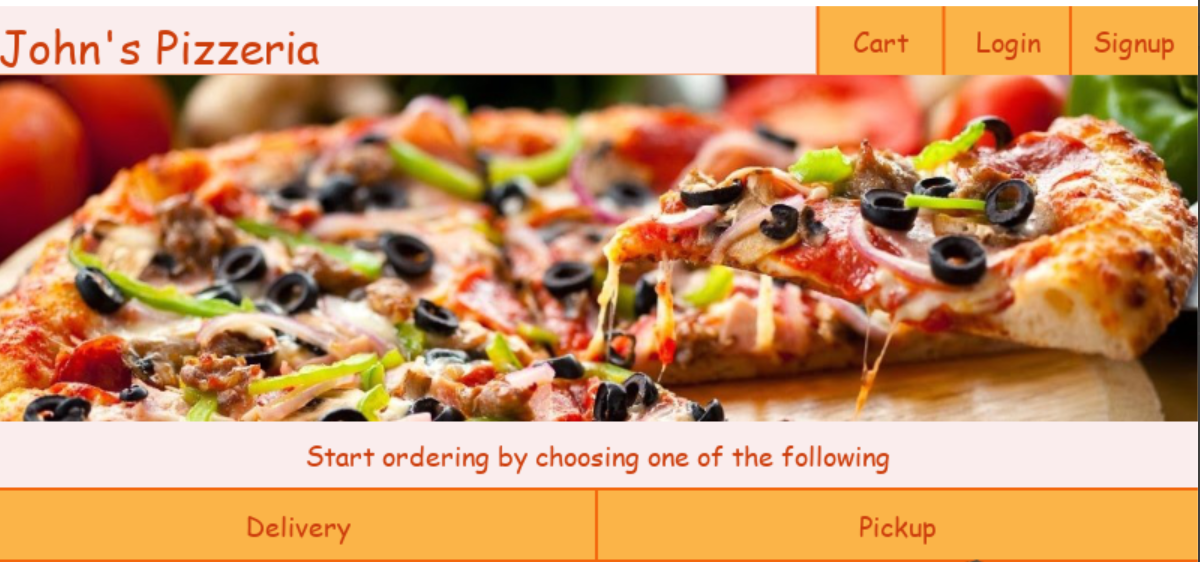 John's Pizzeria
Cart Login Signup
Start ordering by choosing one of the following
Delivery Pickup